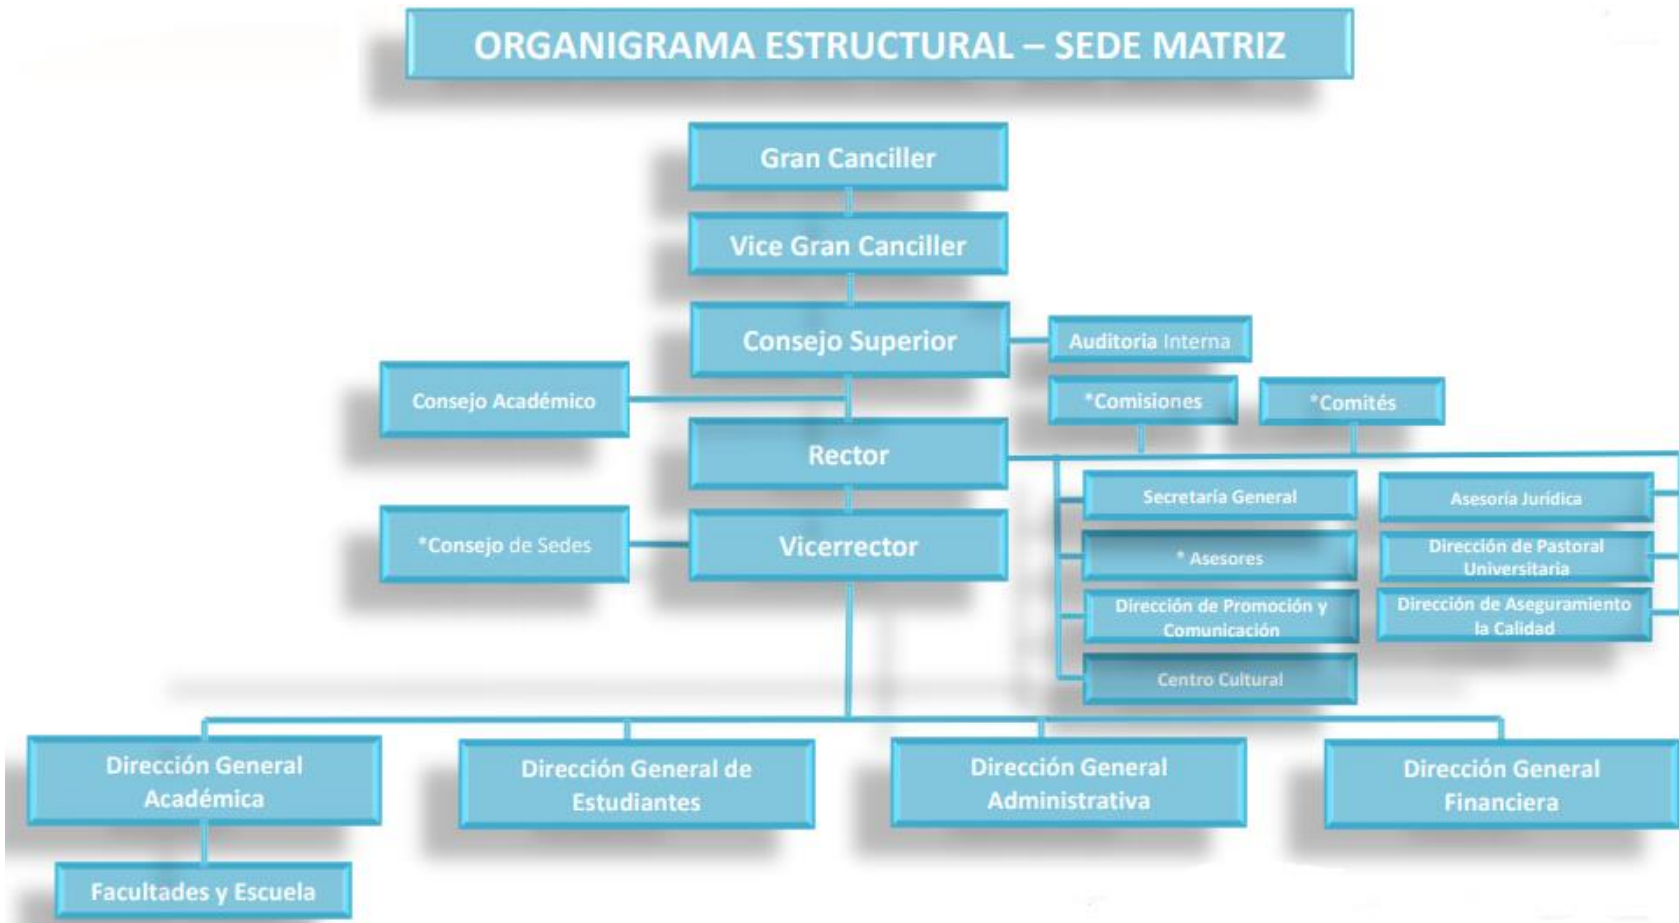 ORGANIGRAMA ESTRUCTURAL – SEDE MATRIZ
Gran Canciller
Vice Gran Canciller
Consejo Superior
Auditoria Interna
Consejo Académico
*Comisiones
*Comités
Rector
Secretaría General
Asesoría Jurídica
*Consejo de Sedes
Vicerrector
* Asesores
Dirección de Pastoral
Universitaria
Dirección de Promoción y
Comunicación
Dirección de Aseguramiento
la Calidad
Centro Cultural
Dirección General
Académica
Dirección General de
Estudiantes
Dirección General
Administrativa
Dirección General
Financiera
Facultades y Escuela